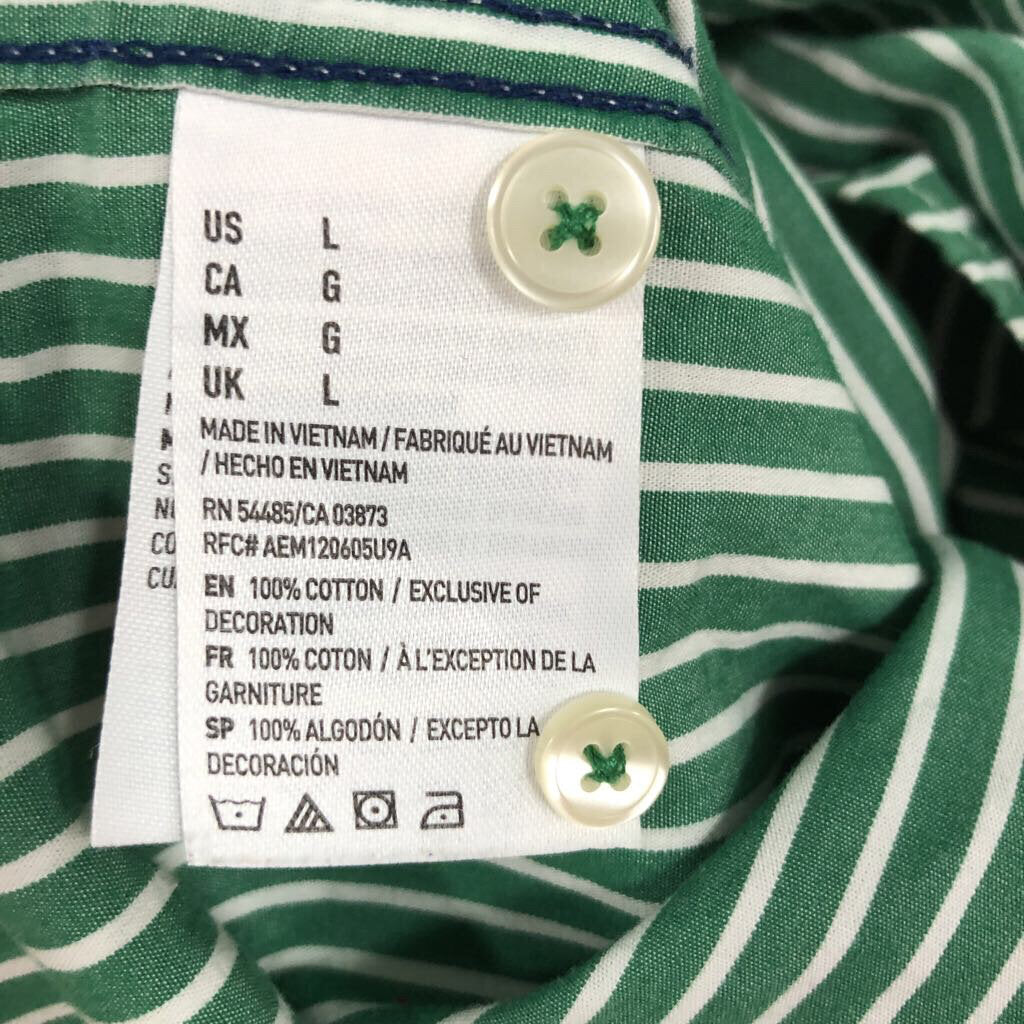 US L
CA G
MX G
UK L
MADE IN VIETNAM / FABRIQUÉ AU VIETNAM
/ HECHO EN VIETNAM
RN 54485/CA 03873
RFC# AEM120605U9A
EN 100% COTTON / EXCLUSIVE OF
DECORATION
FR 100% COTON / À L'EXCEPTION DE LA
GARNITURE
SP 100% ALGODÓN / EXCEPTO LA
DECORACIÓN